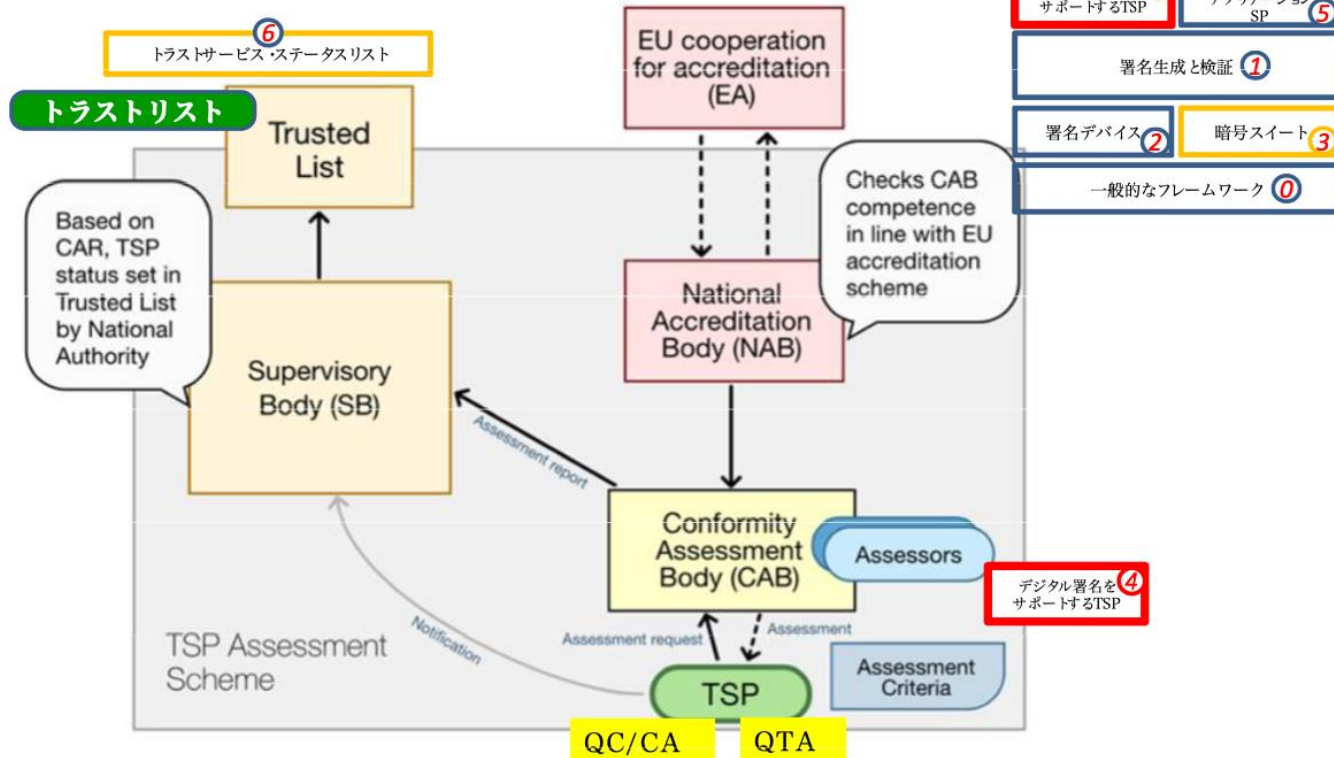 ⑥
トラストサービス・ステータスリスト
トラストリスト
Trusted
List
EU cooperation
for accreditation
(EA)
サポートするTSP
SP ⑤
署名生成と検証 ①
署名デバイス ②
暗号スイート ③
一般的なフレームワーク ⓪
Based on
CAR, TSP
status set in
Trusted List
by National
Authority
Checks CAB
competence
in line with EU
accreditation
scheme
National
Accreditation
Body (NAB)
Supervisory
Body (SB)
Assessment report
Conformity
Assessment
Body (CAB)
Assessors
デジタル署名を ④
サポートするTSP
Notification
Assessment request
Assessment
TSP Assessment
Scheme
TSP
Assessment
Criteria
QC/CA
QTA